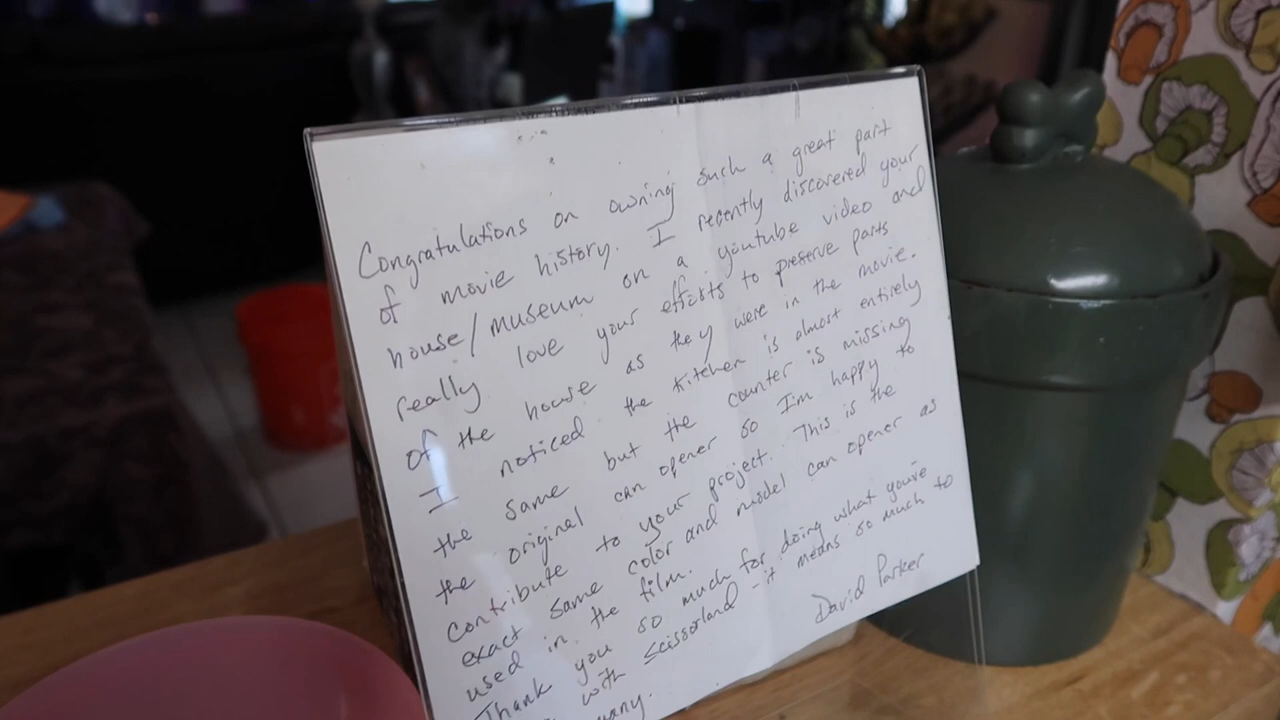 Congratulations on owning such a great part
of movie history. I recently discovered your
house/museum on a youtube video and
really love your efforts to preserve parts
of the house as they were in the movie.
I noticed the kitchen is almost entirely
the same but the counter is missing
the original can opener so I'm happy to
contribute to your project. This is the
exact same color and model can opener as
used in the film.
Thank you so much for doing what you're
with Scissorland - it means so much to
David Parker